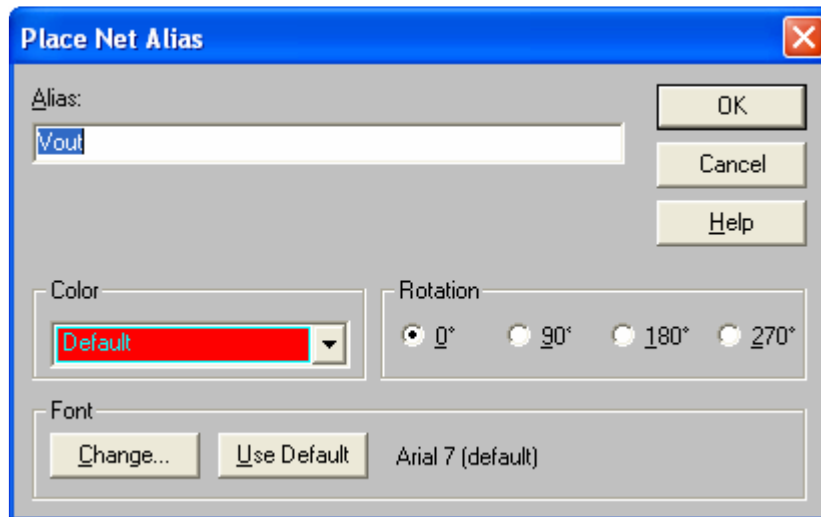 Place Net Alias
Alias:
OK
Vout
Cancel
Help
Color
Rotation
Default
0°
90°
180°
270°
Font
Change...
Use Default
Arial 7 (default)